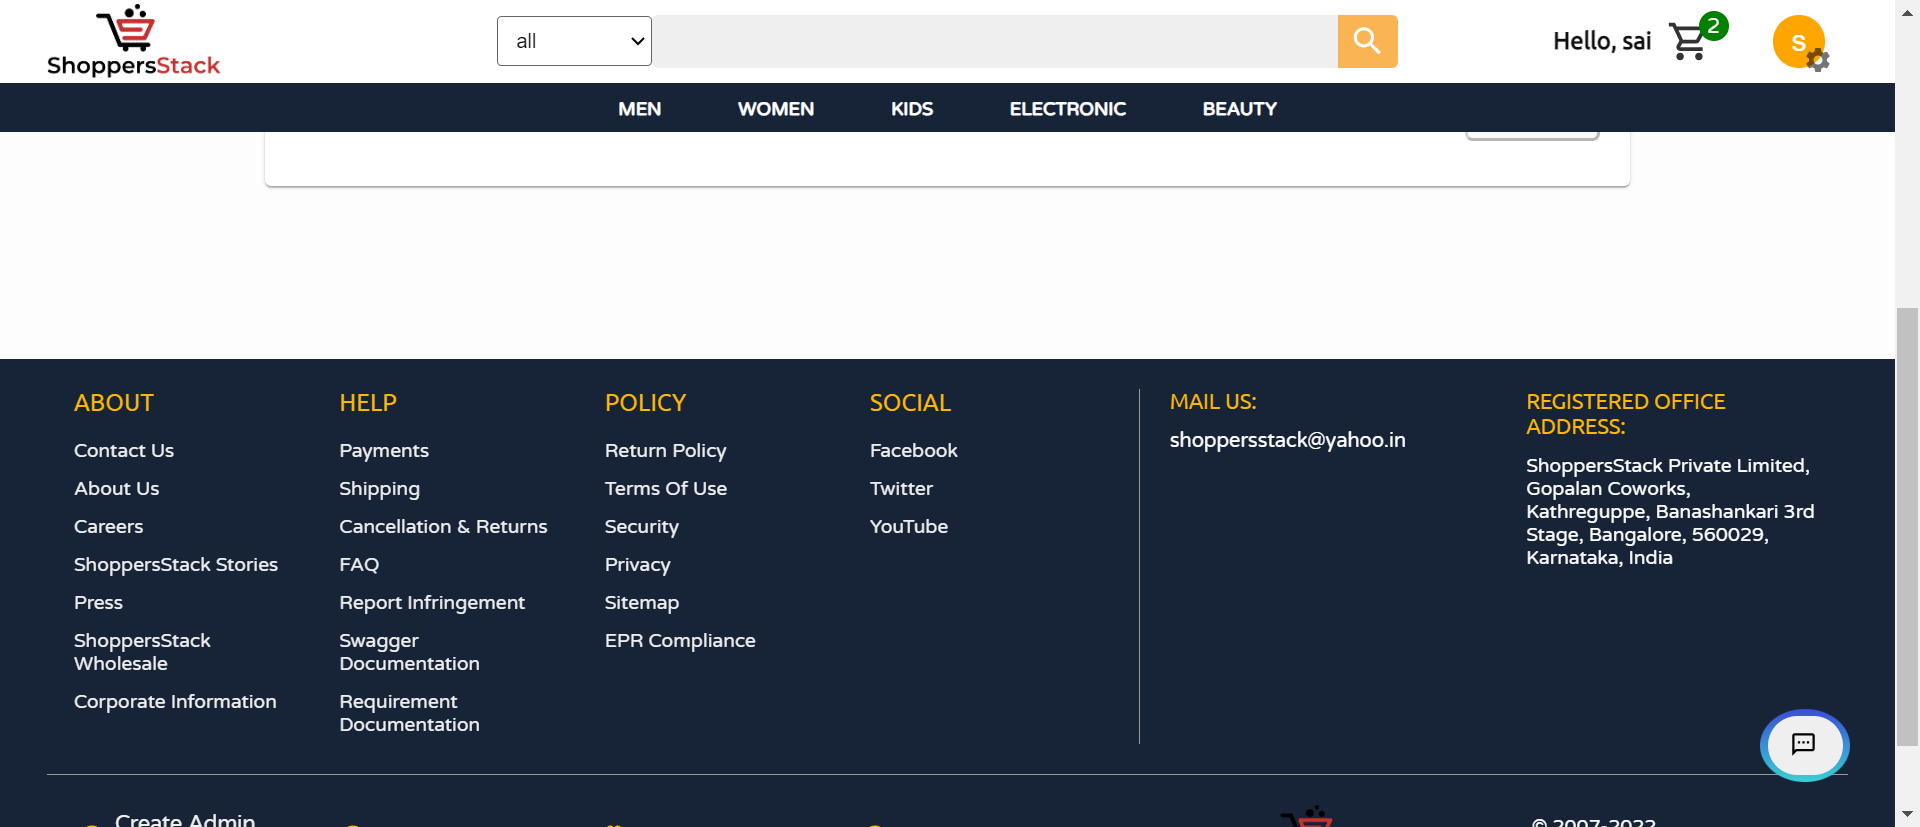 ShoppersStack
all
Hello, sai
2
S
MEN
WOMEN
KIDS
ELECTRONIC
BEAUTY
ABOUT
Contact Us
About Us
Careers
ShoppersStack Stories
Press
ShoppersStack
Wholesale
Corporate Information
HELP
Payments
Shipping
Cancellation & Returns
FAQ
Report Infringement
Swagger
Documentation
Requirement
Documentation
POLICY
Return Policy
Terms Of Use
Security
Privacy
Sitemap
EPR Compliance
SOCIAL
Facebook
Twitter
YouTube
MAIL US:
shoppersstack@yahoo.in
REGISTERED OFFICE
ADDRESS:
ShoppersStack Private Limited,
Gopalan Coworks,
Kathreguppe, Banashankari 3rd
Stage, Bangalore, 560029,
Karnataka, India
Create Admin
© 2007-2022